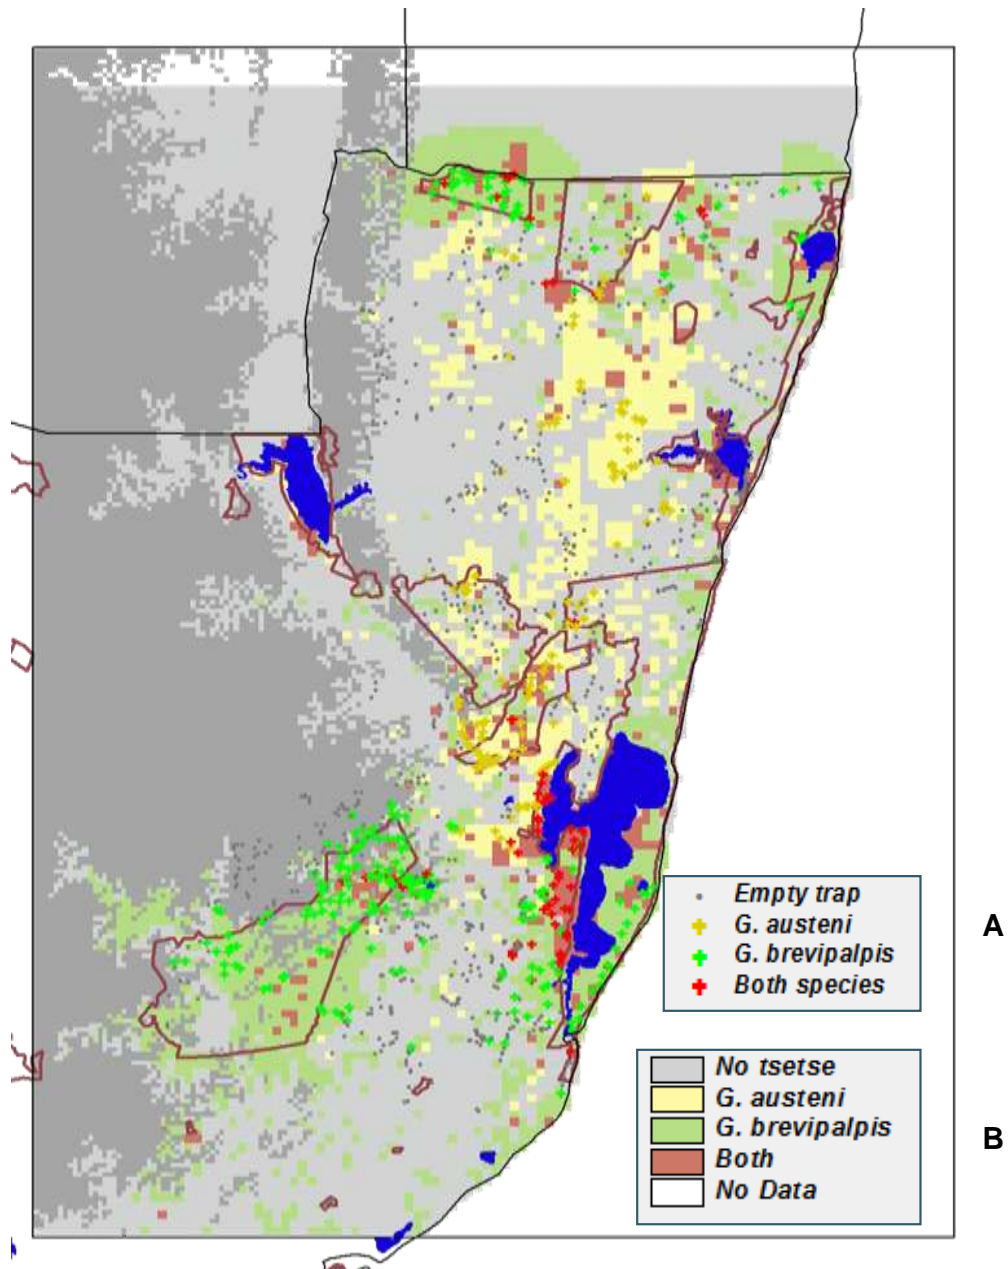 Empty trap
G. austeni
A
G. brevipalpis
Both species
No tsetse
G. austeni
G. brevipalpis
B
Both
No Data